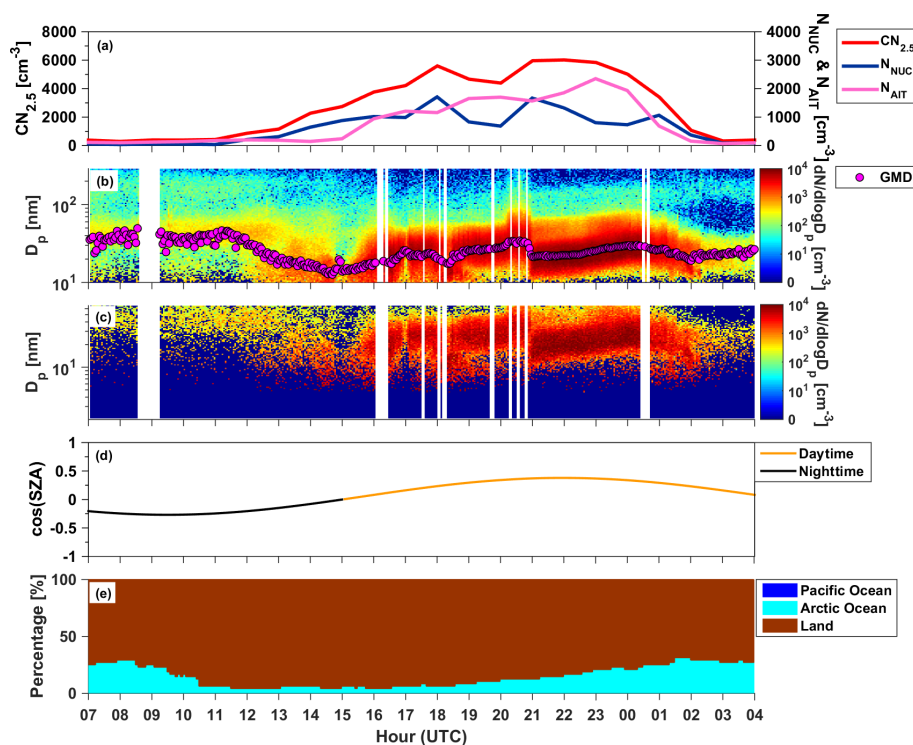 (a)
8000
6000
4000
2000
0
CN2.5 [cm-3]
4000
3000
2000
1000
0
NNUC & NAIT [cm-3]
CN2.5
NNUC
NAIT
(b)
10^2
10^1
Dp [nm]
10^4
10^3
10^2
10^1
0
dN/dlogDp [cm-3]
GMD
(c)
10^1
Dp [nm]
10^4
10^3
10^2
10^1
0
dN/dlogDp [cm-3]
(d)
1
0.5
0
-0.5
-1
cos(SZA)
Daytime
Nighttime
(e)
100
50
0
Percentage [%]
Pacific Ocean
Arctic Ocean
Land
07 08 09 10 11 12 13 14 15 16 17 18 19 20 21 22 23 00 01 02 03 04
Hour (UTC)